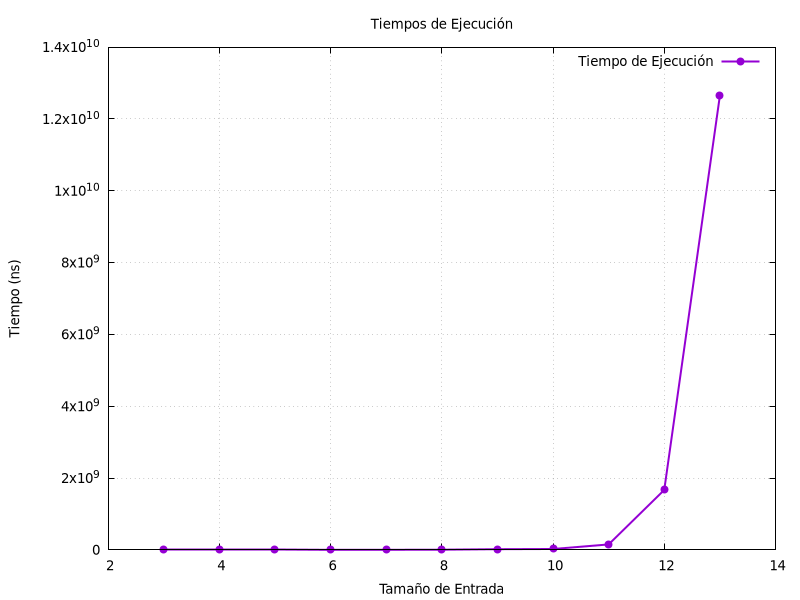 Tiempos de Ejecución
Tiempo de Ejecución
1.4x10^10
1.2x10^10
1x10^10
8x10^9
6x10^9
4x10^9
2x10^9
0
Tiempo (ns)
2 4 6 8 10 12 14
Tamaño de Entrada